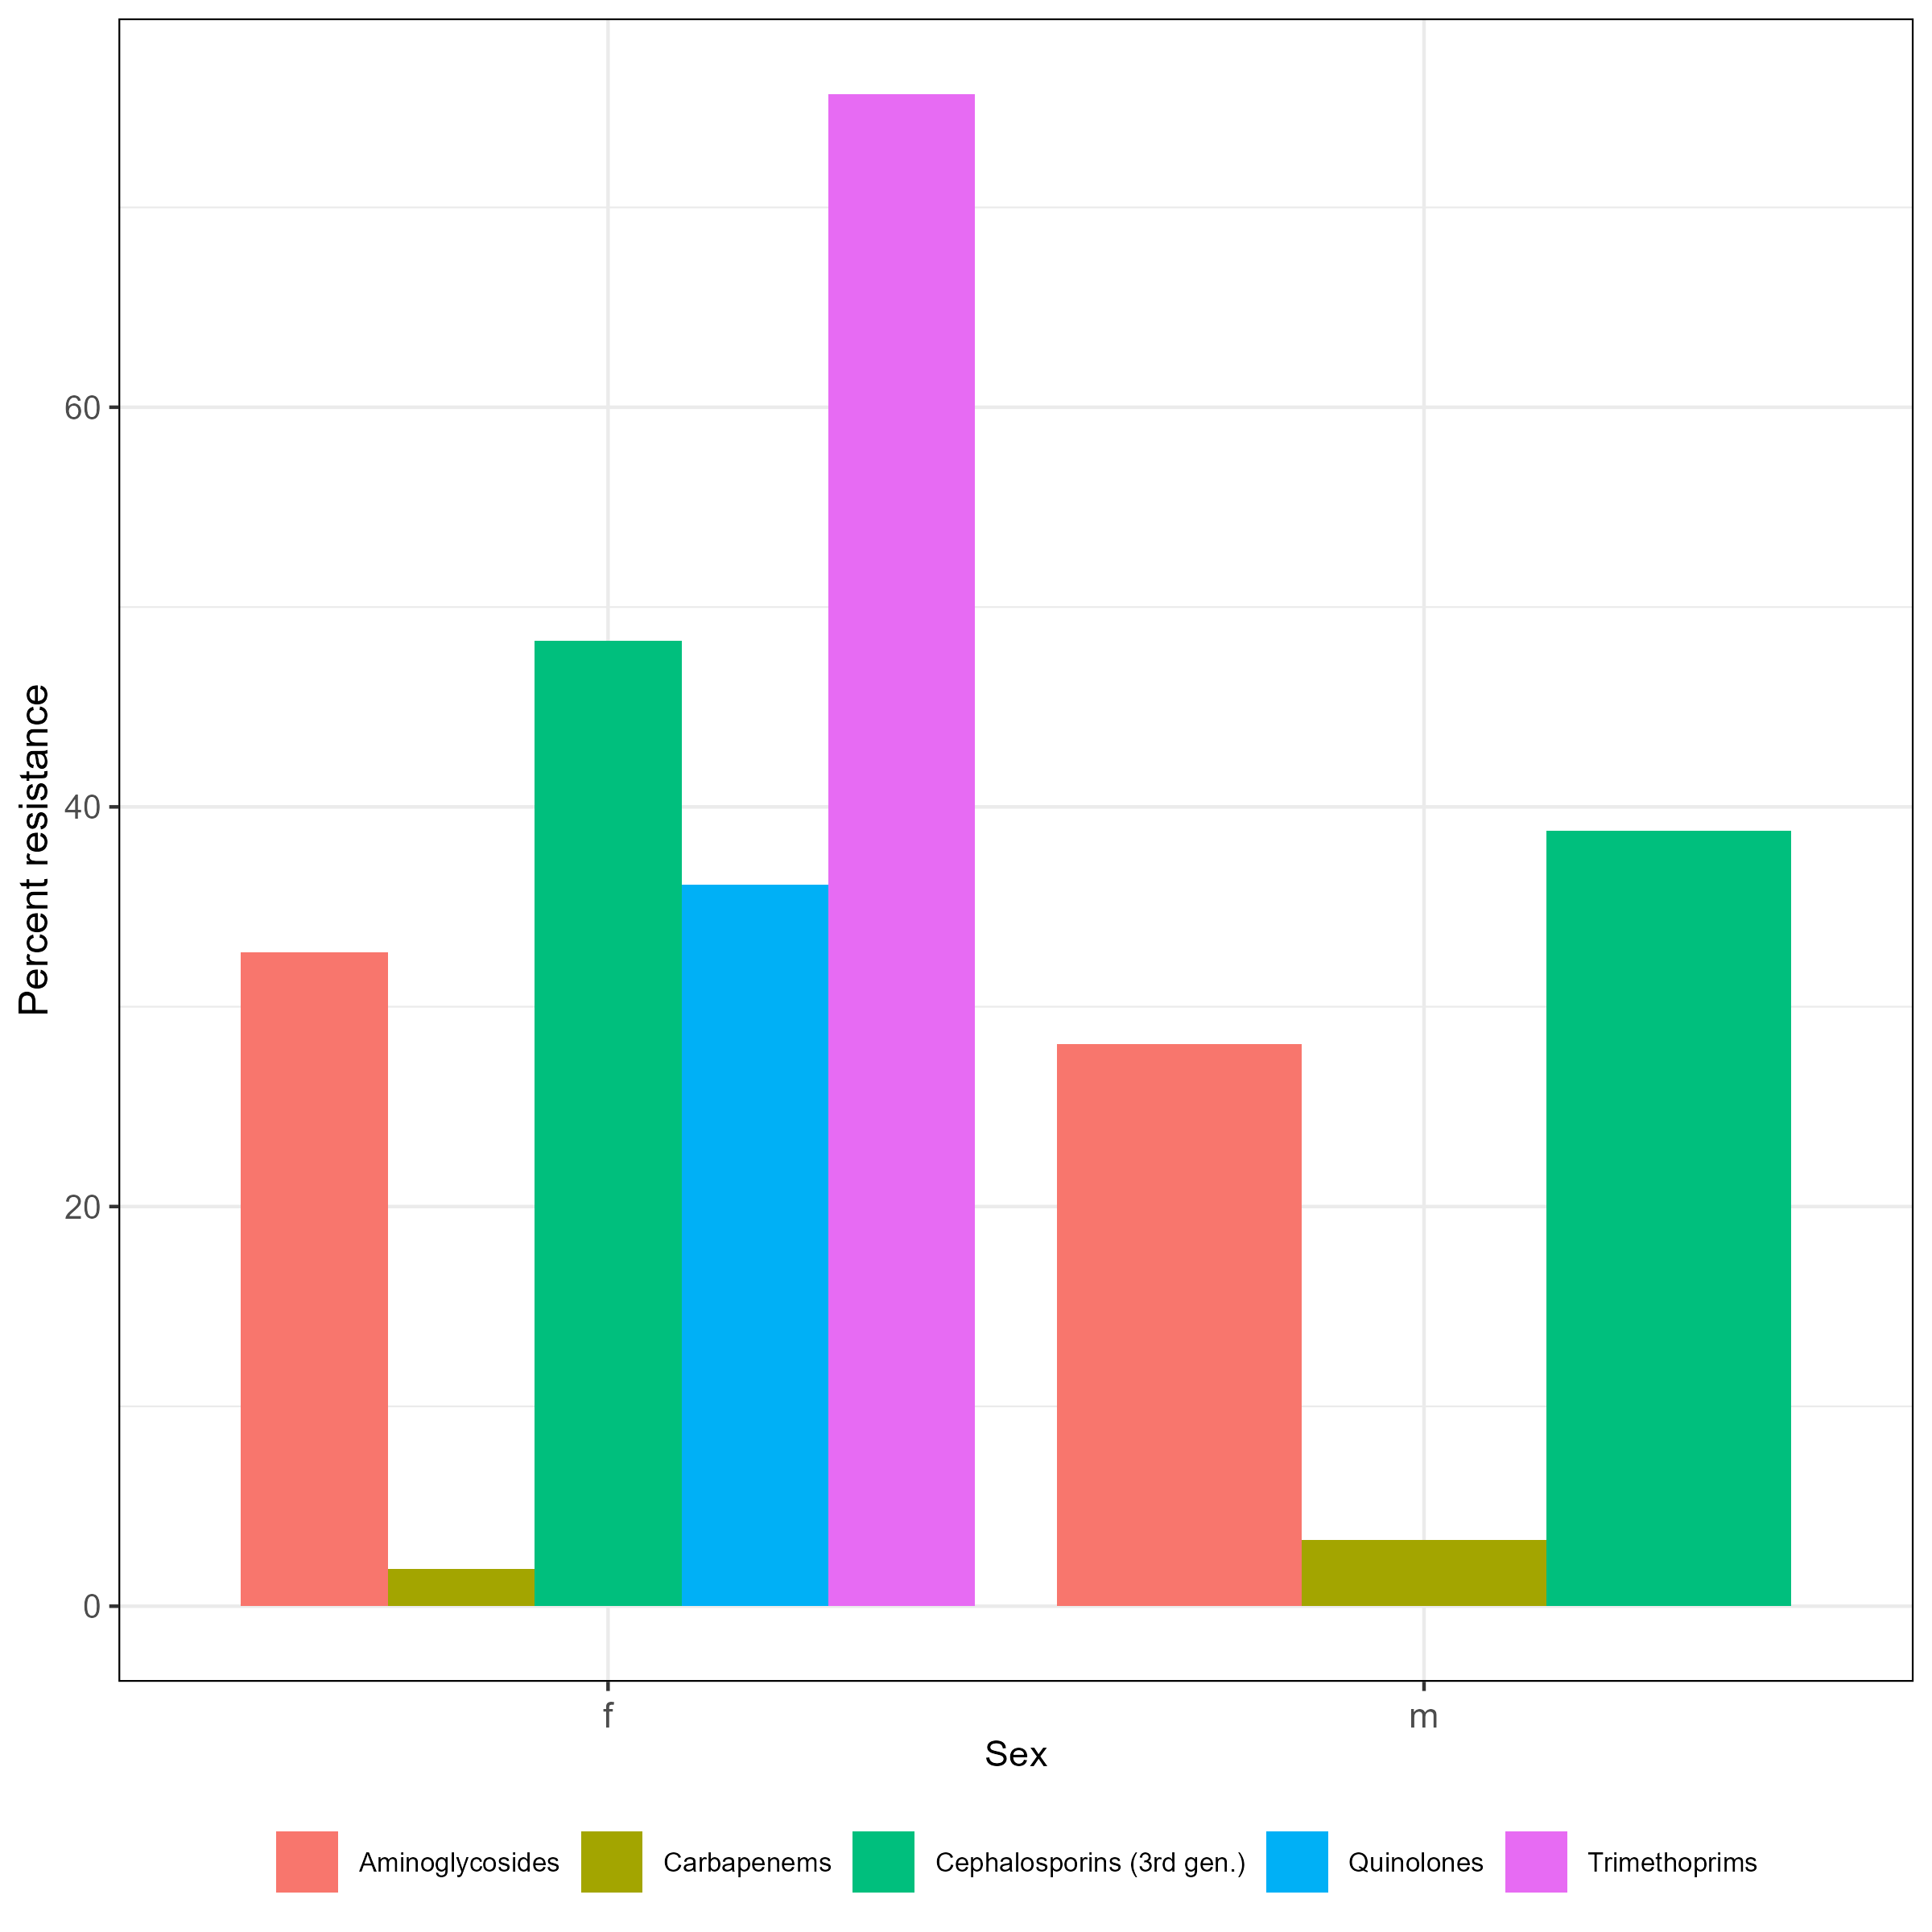 Percent resistance
60
40
20
0
f m
Sex
Aminoglycosides Carbapenems Cephalosporins (3rd gen.) Quinolones Trimethoprims